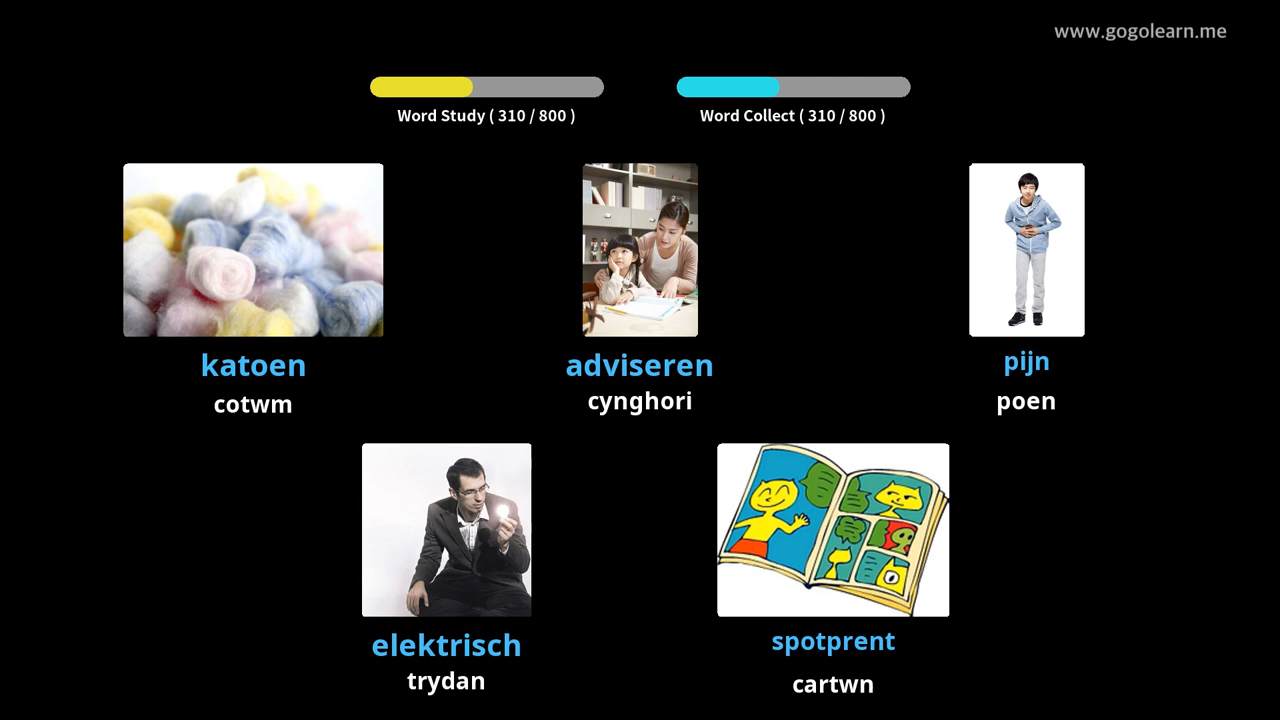 www.gogolearn.me
Word Study ( 310 / 800 )
Word Collect ( 310 / 800 )
katoen
cotwm
adviseren
cynghori
pijn
poen
elektrisch
trydan
spotprent
cartwn